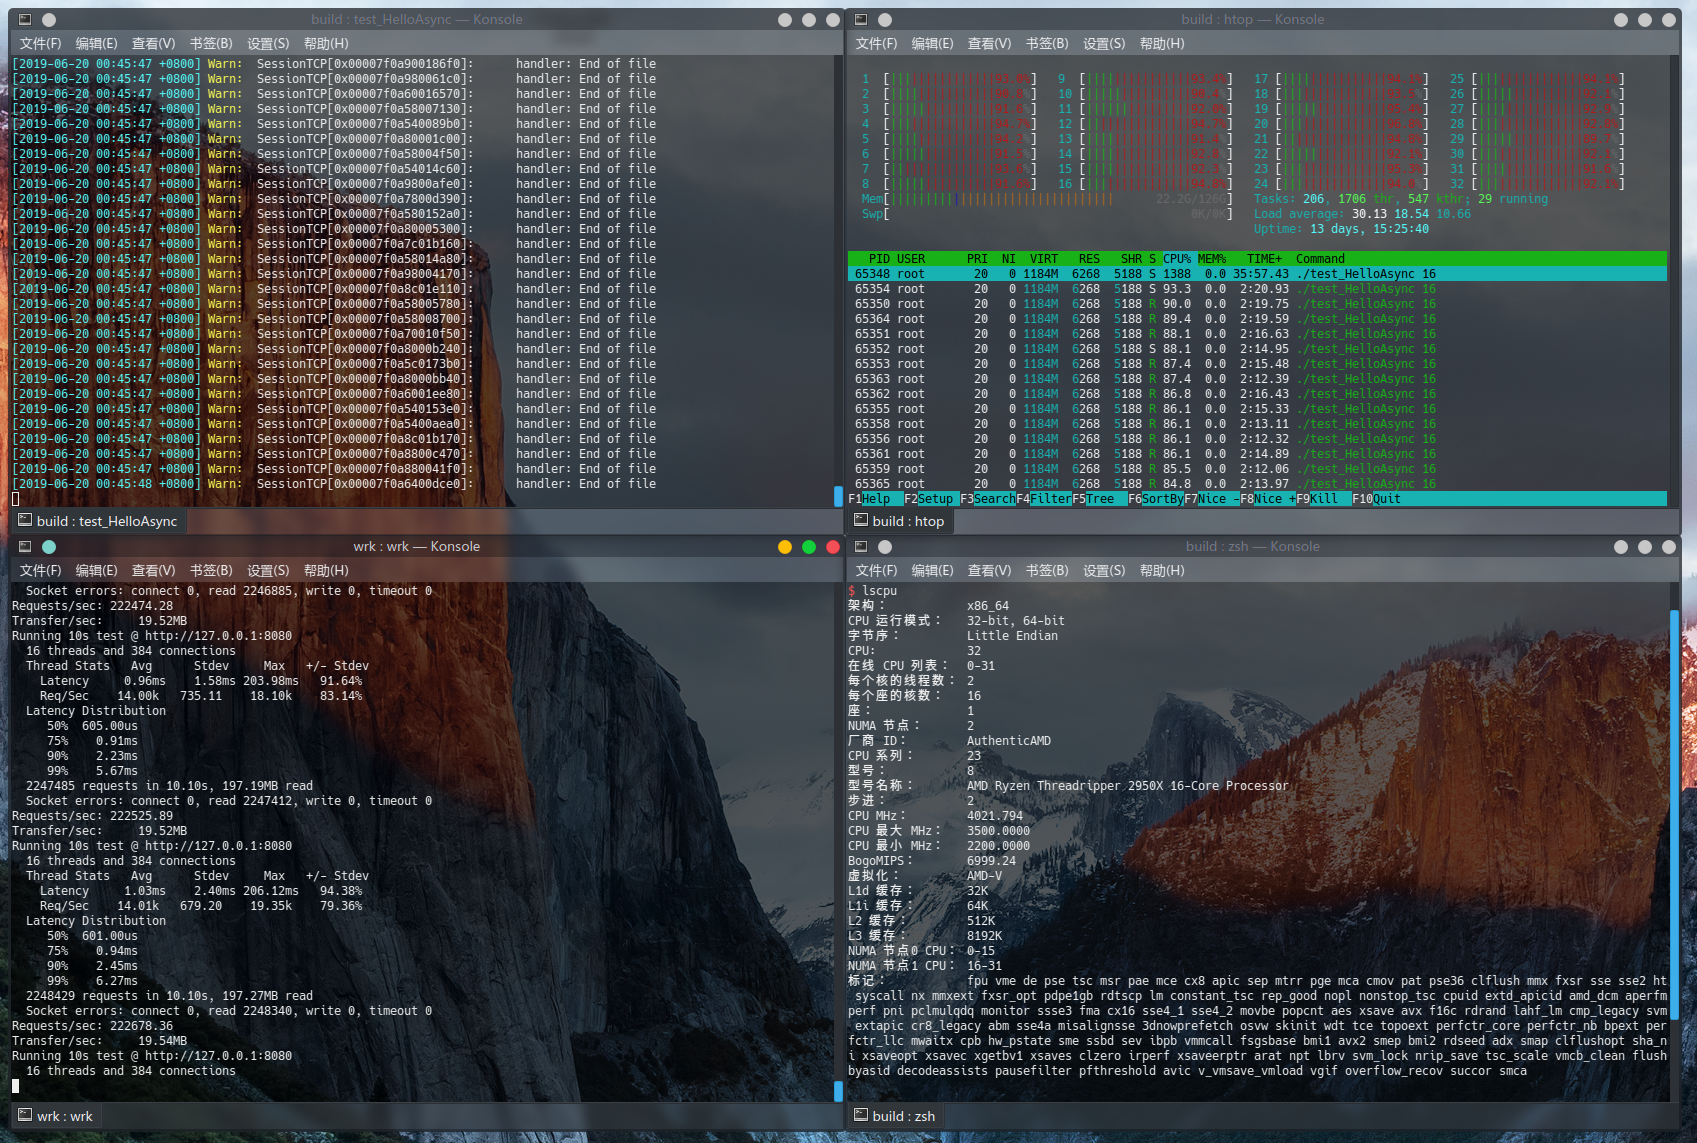 build : test_HelloAsync — Konsole
文件(F) 编辑(E) 查看(V) 书签(B) 设置(S) 帮助(H)
[2019-06-20 00:45:47 +0800] Warn: SessionTCP[0x00007f0a900186f0]: handler: End of file
[2019-06-20 00:45:47 +0800] Warn: SessionTCP[0x00007f0a980061c0]: handler: End of file
[2019-06-20 00:45:47 +0800] Warn: SessionTCP[0x00007f0a60016570]: handler: End of file
[2019-06-20 00:45:47 +0800] Warn: SessionTCP[0x00007f0a58007130]: handler: End of file
[2019-06-20 00:45:47 +0800] Warn: SessionTCP[0x00007f0a540089b0]: handler: End of file
[2019-06-20 00:45:47 +0800] Warn: SessionTCP[0x00007f0a80001c00]: handler: End of file
[2019-06-20 00:45:47 +0800] Warn: SessionTCP[0x00007f0a58004f50]: handler: End of file
[2019-06-20 00:45:47 +0800] Warn: SessionTCP[0x00007f0a54014c60]: handler: End of file
[2019-06-20 00:45:47 +0800] Warn: SessionTCP[0x00007f0a9800afe0]: handler: End of file
[2019-06-20 00:45:47 +0800] Warn: SessionTCP[0x00007f0a7800d390]: handler: End of file
[2019-06-20 00:45:47 +0800] Warn: SessionTCP[0x00007f0a580152a0]: handler: End of file
[2019-06-20 00:45:47 +0800] Warn: SessionTCP[0x00007f0a80005300]: handler: End of file
[2019-06-20 00:45:47 +0800] Warn: SessionTCP[0x00007f0a7c01b160]: handler: End of file
[2019-06-20 00:45:47 +0800] Warn: SessionTCP[0x00007f0a58014a80]: handler: End of file
[2019-06-20 00:45:47 +0800] Warn: SessionTCP[0x00007f0a98004170]: handler: End of file
[2019-06-20 00:45:47 +0800] Warn: SessionTCP[0x00007f0a8c01e110]: handler: End of file
[2019-06-20 00:45:47 +0800] Warn: SessionTCP[0x00007f0a58005780]: handler: End of file
[2019-06-20 00:45:47 +0800] Warn: SessionTCP[0x00007f0a58008700]: handler: End of file
[2019-06-20 00:45:47 +0800] Warn: SessionTCP[0x00007f0a70010f50]: handler: End of file
[2019-06-20 00:45:47 +0800] Warn: SessionTCP[0x00007f0a8000b240]: handler: End of file
[2019-06-20 00:45:47 +0800] Warn: SessionTCP[0x00007f0a5c0173b0]: handler: End of file
[2019-06-20 00:45:47 +0800] Warn: SessionTCP[0x00007f0a8000bb40]: handler: End of file
[2019-06-20 00:45:47 +0800] Warn: SessionTCP[0x00007f0a6001ee80]: handler: End of file
[2019-06-20 00:45:47 +0800] Warn: SessionTCP[0x00007f0a540153e0]: handler: End of file
[2019-06-20 00:45:47 +0800] Warn: SessionTCP[0x00007f0a5400aea0]: handler: End of file
[2019-06-20 00:45:47 +0800] Warn: SessionTCP[0x00007f0a8c01b170]: handler: End of file
[2019-06-20 00:45:47 +0800] Warn: SessionTCP[0x00007f0a8800c470]: handler: End of file
[2019-06-20 00:45:47 +0800] Warn: SessionTCP[0x00007f0a880041f0]: handler: End of file
[2019-06-20 00:45:48 +0800] Warn: SessionTCP[0x00007f0a6400dce0]: handler: End of file
build : test_HelloAsync
build : htop — Konsole
文件(F) 编辑(E) 查看(V) 书签(B) 设置(S) 帮助(H)
1 9 17 25
2 10 18 26
3 11 19 27
4 12 20 28
5 13 21 29
6 14 22 30
7 15 23 31
8 16 24 32
Mem[ 22.2G/126G] Tasks: 206, 1706 thr, 547 kthr; 29 running
Swp[ 0K/0K] Load average: 30.13 18.54 10.66
Uptime: 13 days, 15:25:40
PID USER PRI NI VIRT RES SHR S CPU% MEM% TIME+ Command
65348 root 20 0 1184M 6268 5188 S 1388 0.0 35:57.43 ./test_HelloAsync 16
65354 root 20 0 1184M 6268 5188 S 93.3 0.0 2:20.93 ./test_HelloAsync 16
65350 root 20 0 1184M 6268 5188 R 90.0 0.0 2:19.75 ./test_HelloAsync 16
65364 root 20 0 1184M 6268 5188 R 89.4 0.0 2:19.59 ./test_HelloAsync 16
65351 root 20 0 1184M 6268 5188 R 88.1 0.0 2:16.63 ./test_HelloAsync 16
65352 root 20 0 1184M 6268 5188 S 88.1 0.0 2:14.95 ./test_HelloAsync 16
65353 root 20 0 1184M 6268 5188 R 87.4 0.0 2:15.48 ./test_HelloAsync 16
65363 root 20 0 1184M 6268 5188 R 87.4 0.0 2:12.39 ./test_HelloAsync 16
65362 root 20 0 1184M 6268 5188 R 86.8 0.0 2:16.43 ./test_HelloAsync 16
65355 root 20 0 1184M 6268 5188 R 86.1 0.0 2:15.33 ./test_HelloAsync 16
65358 root 20 0 1184M 6268 5188 R 86.1 0.0 2:13.11 ./test_HelloAsync 16
65356 root 20 0 1184M 6268 5188 R 86.1 0.0 2:12.32 ./test_HelloAsync 16
65361 root 20 0 1184M 6268 5188 R 86.1 0.0 2:14.89 ./test_HelloAsync 16
65359 root 20 0 1184M 6268 5188 R 85.5 0.0 2:12.06 ./test_HelloAsync 16
65365 root 20 0 1184M 6268 5188 R 84.8 0.0 2:13.97 ./test_HelloAsync 16
F1Help F2Setup F3SearchF4FilterF5Tree F6SortByF7Nice -F8Nice +F9Kill F10Quit
build : htop
wrk : wrk — Konsole
文件(F) 编辑(E) 查看(V) 书签(B) 设置(S) 帮助(H)
Socket errors: connect 0, read 2246885, write 0, timeout 0
Requests/sec: 222474.28
Transfer/sec: 19.52MB
Running 10s test @ http://127.0.0.1:8080
16 threads and 384 connections
Thread Stats Avg Stdev Max +/- Stdev
Latency 0.96ms 1.58ms 203.98ms 91.64%
Req/Sec 14.00k 735.11 18.10k 83.14%
Latency Distribution
50% 605.00us
75% 0.91ms
90% 2.23ms
99% 5.67ms
2247485 requests in 10.10s, 197.19MB read
Socket errors: connect 0, read 2247412, write 0, timeout 0
Requests/sec: 222525.89
Transfer/sec: 19.52MB
Running 10s test @ http://127.0.0.1:8080
16 threads and 384 connections
Thread Stats Avg Stdev Max +/- Stdev
Latency 1.03ms 2.40ms 206.12ms 94.38%
Req/Sec 14.01k 679.20 19.35k 79.36%
Latency Distribution
50% 601.00us
75% 0.94ms
90% 2.45ms
99% 6.27ms
2248429 requests in 10.10s, 197.27MB read
Socket errors: connect 0, read 2248340, write 0, timeout 0
Requests/sec: 222678.36
Transfer/sec: 19.54MB
Running 10s test @ http://127.0.0.1:8080
16 threads and 384 connections
wrk : wrk
build : zsh — Konsole
文件(F) 编辑(E) 查看(V) 书签(B) 设置(S) 帮助(H)
$ lscpu
架构： x86_64
CPU 运行模式： 32-bit, 64-bit
字节序： Little Endian
CPU: 32
在线 CPU 列表： 0-31
每个核的线程数： 2
每个座的核数： 16
座： 1
NUMA 节点： 2
厂商 ID： AuthenticAMD
CPU 系列： 23
型号： 8
型号名称： AMD Ryzen Threadripper 2950X 16-Core Processor
步进： 2
CPU MHz： 4021.794
CPU 最大 MHz： 3500.0000
CPU 最小 MHz： 2200.0000
BogoMIPS： 6999.24
虚拟化： AMD-V
L1d 缓存： 32K
L1i 缓存： 64K
L2 缓存： 512K
L3 缓存： 8192K
NUMA 节点0 CPU： 0-15
NUMA 节点1 CPU： 16-31
标记： fpu vme de pse tsc msr pae mce cx8 apic sep mtrr pge mca cmov pat pse36 clflush mmx fxsr sse sse2 ht
syscall nx mmxext fxsr_opt pdpe1gb rdtscp lm constant_tsc rep_good nopl nonstop_tsc cpuid extd_apicid amd_dcm aperfm
perf pni pclmulqdq monitor ssse3 fma cx16 sse4_1 sse4_2 movbe popcnt aes xsave avx f16c rdrand lahf_lm cmp_legacy svm
extapic cr8_legacy abm sse4a misalignsse 3dnowprefetch osvw skinit wdt tce topoext perfctr_core perfctr_nb bpext per
fctr_llc mwaitx cpb hw_pstate sme ssbd sev ibpb vmmcall fsgsbase bmi1 avx2 smep bmi2 rdseed adx smap clflushopt sha_n
i xsaveopt xsavec xgetbv1 xsaves clzero irperf xsaveerptr arat npt lbrv svm_lock nrip_save tsc_scale vmcb_clean flush
byasid decodeassists pausefilter pfthreshold avic v_vmsave_vmload vgif overflow_recov succor smca
build : zsh